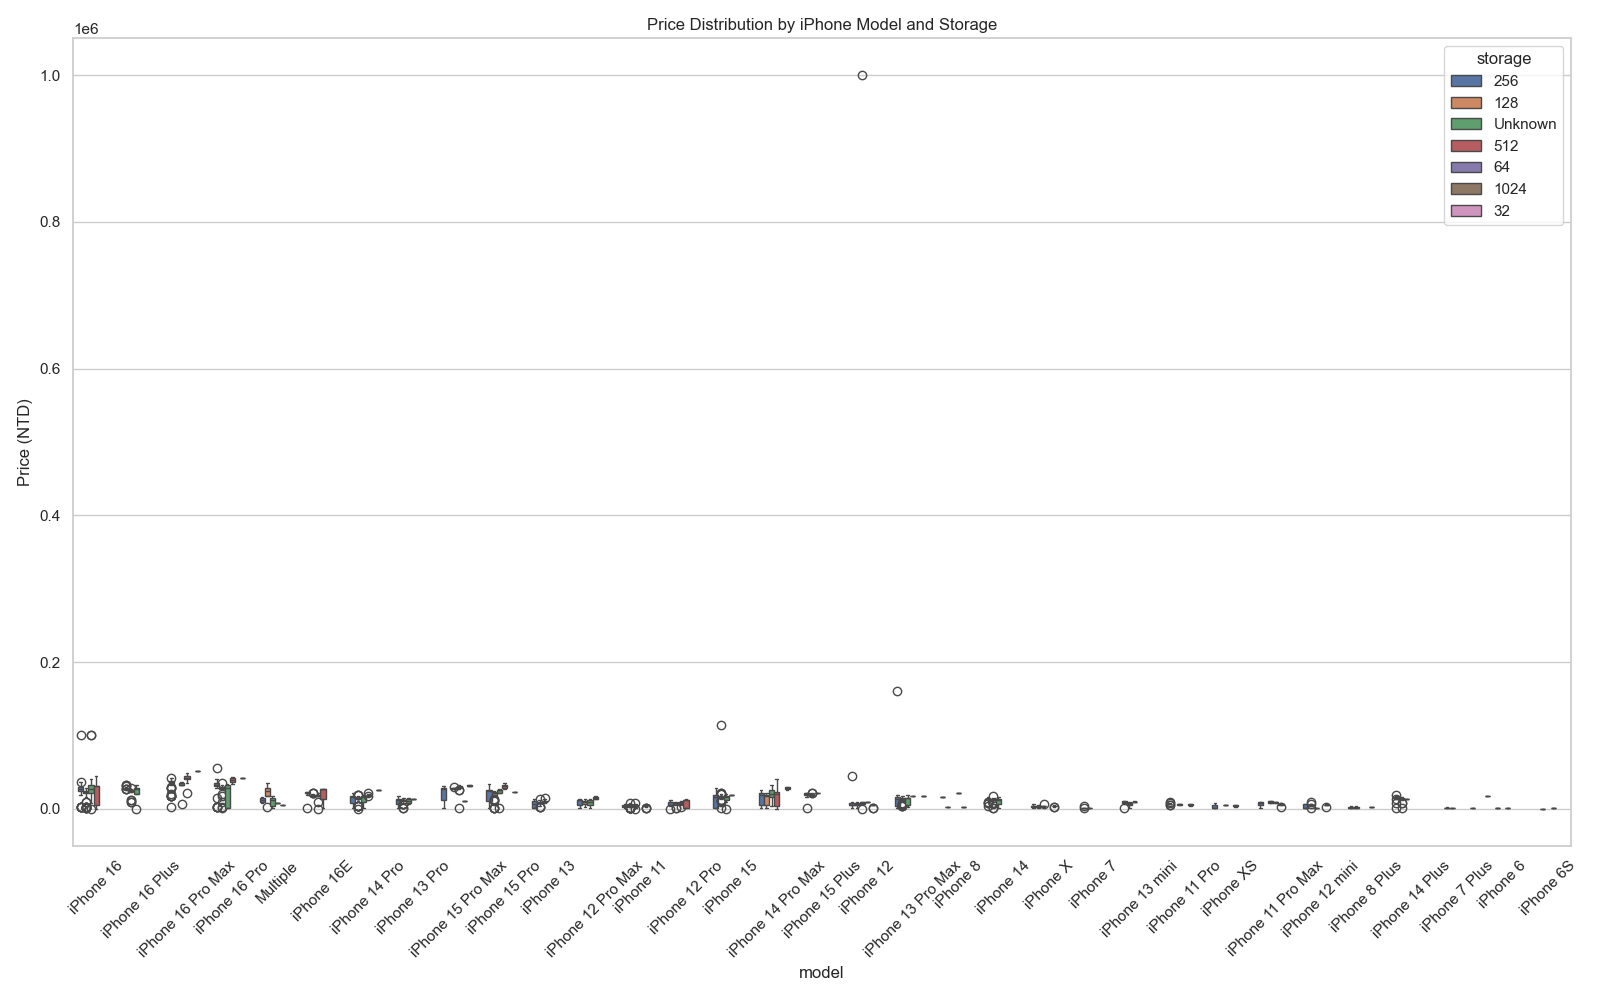 Price Distribution by iPhone Model and Storage
1e6
1.0
0.8
0.6
0.4
0.2
0.0
Price (NTD)
storage
256
128
Unknown
512
64
1024
32
iPhone 16
iPhone 16 Plus
iPhone 16 Pro Max
iPhone 16 Pro
Multiple
iPhone 16E
iPhone 14 Pro
iPhone 13 Pro
iPhone 15 Pro Max
iPhone 15 Pro
iPhone 13
iPhone 12 Pro Max
iPhone 11
iPhone 12 Pro
iPhone 15
iPhone 14 Pro Max
iPhone 15 Plus
iPhone 12
iPhone 13 Pro Max
iPhone 8
iPhone 14
iPhone X
iPhone 7
iPhone 13 mini
iPhone 11 Pro
iPhone XS
iPhone 11 Pro Max
iPhone 12 mini
iPhone 8 Plus
iPhone 14 Plus
iPhone 7 Plus
iPhone 6
iPhone 6S
model